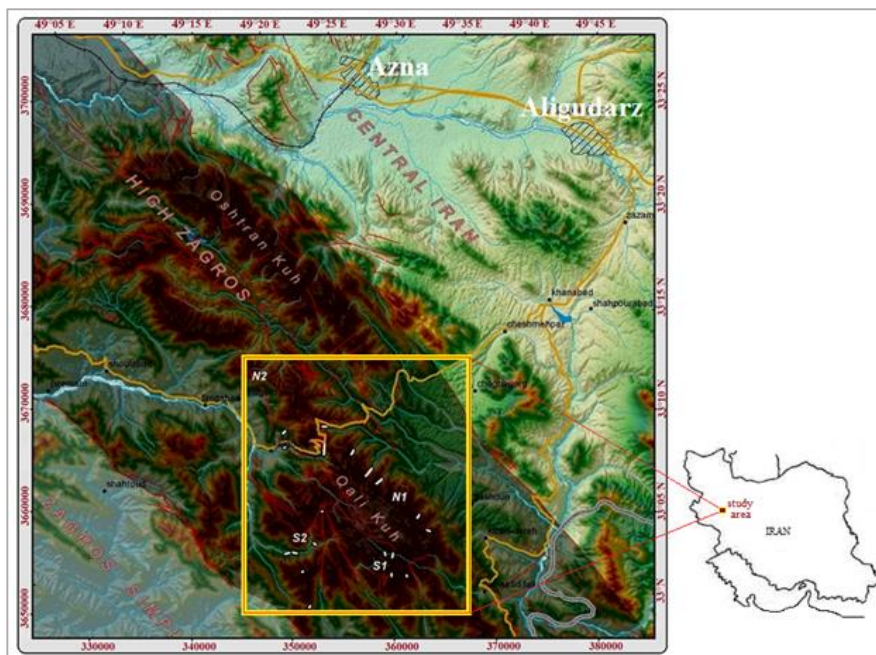 49°05' E 49°10' E 49°15' E 49°20' E 49°25' E 49°30' E 49°35' E 49°40' E 49°45' E
Azna
Aligudarz
CENTRAL IRAN
HIGH ZAGROS
Oshtran Kuh
zazam
khanabad
shahpourabad
N2
shahroud
Qali Kuh
N1
S2
S1
study
area
IRAN
3700000
3690000
3680000
3670000
3660000
3650000
33°25' N
33°20' N
33°15' N
33°10' N
33°05' N
33° N
330000 340000 350000 360000 370000 380000